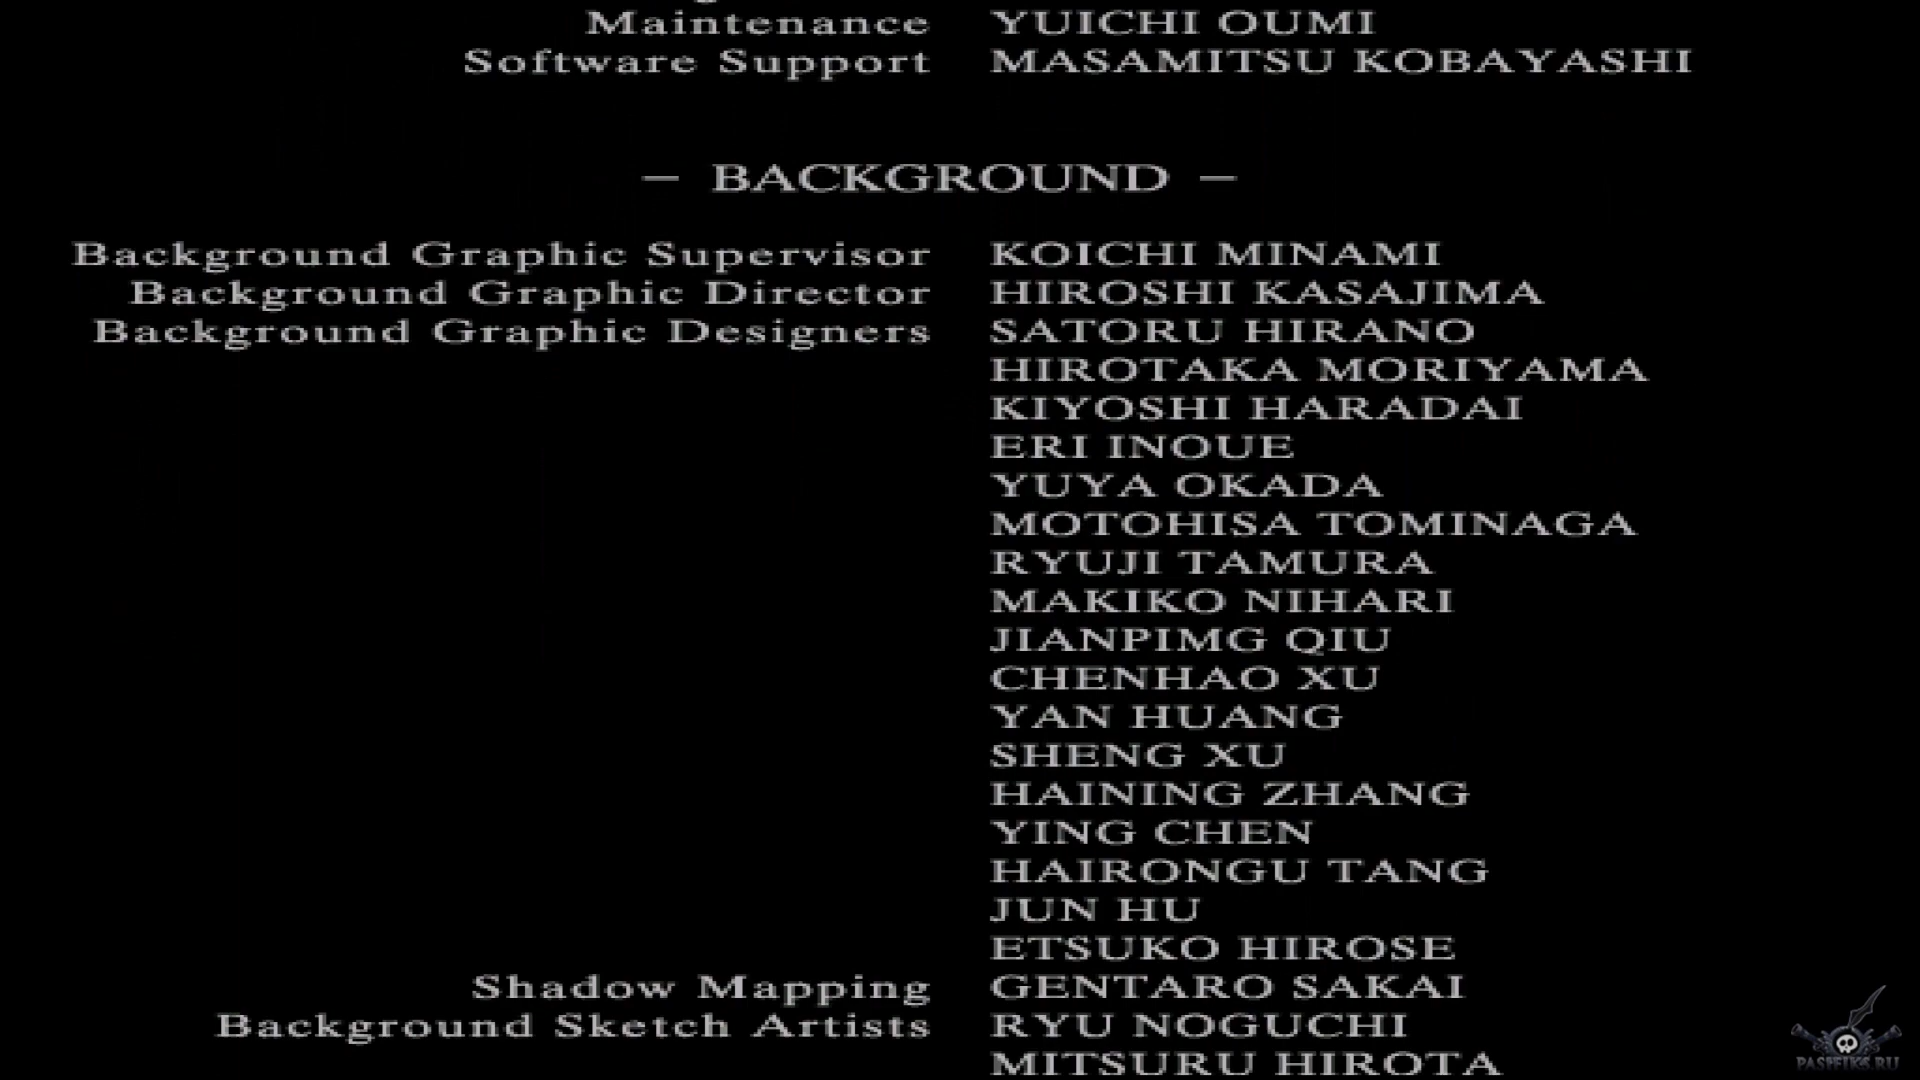 Maintenance YUICHI OUMI
Software Support MASAMITSU KOBAYASHI
— BACKGROUND —
Background Graphic Supervisor KOICHI MINAMI
Background Graphic Director HIROSHI KASAJIMA
Background Graphic Designers SATORU HIRANO
HIROTAKA MORIYAMA
KIYOSHI HARADAI
ERI INOUE
YUYA OKADA
MOTOHISA TOMINAGA
RYUJI TAMURA
MAKIKO NIHARI
JIANPIMG QIU
CHENHAO XU
YAN HUANG
SHENG XU
HAINING ZHANG
YING CHEN
HAIRONGU TANG
JUN HU
ETSUKO HIROSE
Shadow Mapping GENTARO SAKAI
Background Sketch Artists RYU NOGUCHI
MITSURU HIROTA